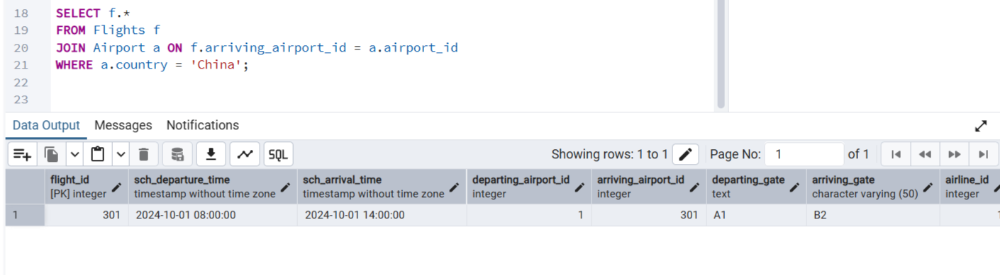 18 SELECT f.*
19 FROM Flights f
20 JOIN Airport a ON f.arriving_airport_id = a.airport_id
21 WHERE a.country = 'China';
22
23
Data Output Messages Notifications
SQL Showing rows: 1 to 1 Page No: 1 of 1
flight_id sch_departure_time sch_arrival_time departing_airport_id arriving_airport_id departing_gate arriving_gate airline_id
[PK] integer timestamp without time zone timestamp without time zone integer integer text character varying (50) integer
1 301 2024-10-01 08:00:00 2024-10-01 14:00:00 1 301 A1 B2